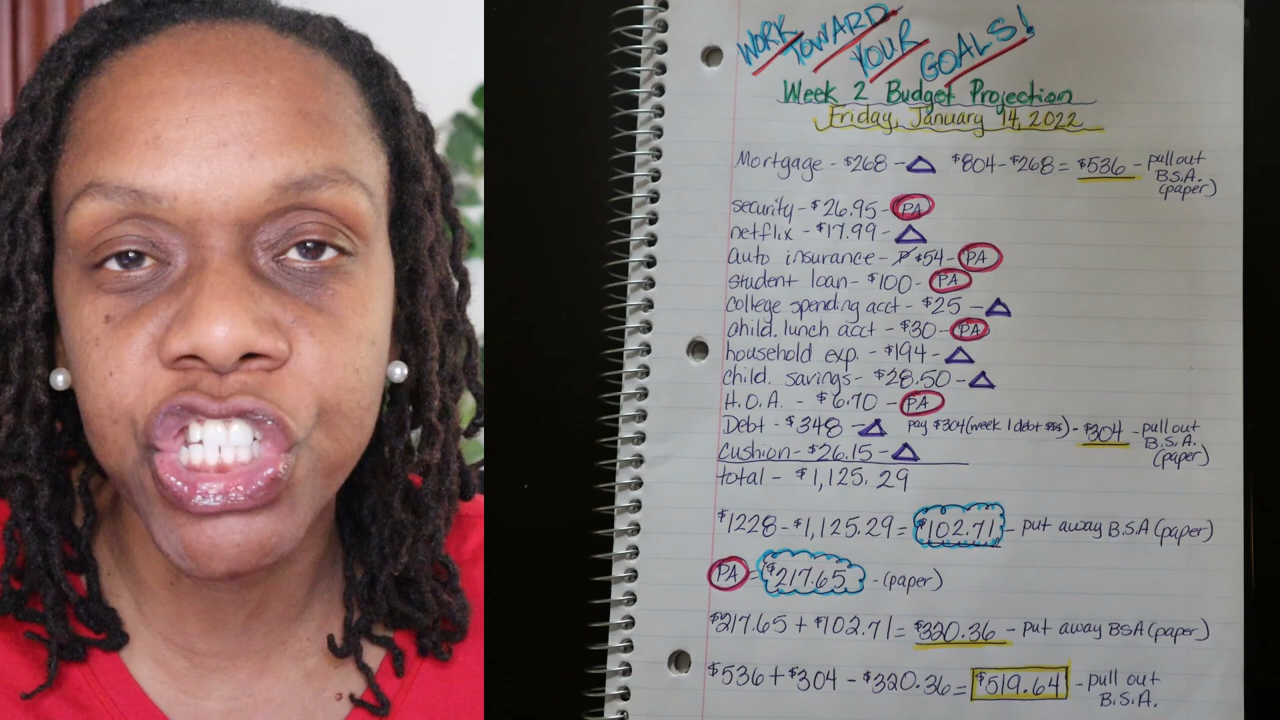 WORK TOWARD YOUR GOALS!
Week 2 Budget Projection
Friday, January 14, 2022
Mortgage - $268 - △ $804 - $268 = $536 - pull out
B.S.A.
(paper)
security - $26.95 - PA
netflix - $17.99 - △
auto insurance - $54 - PA
student loan - $100 - PA
college spending acct - $25 - △
child. lunch acct - $30 - PA
household exp. - $194 - △
child. savings - $28.50 - △
H.O.A. - $6.70 - PA
Debt - $348 - △ pay $304 (week 1 debt $$$) - $304 - pull out
B.S.A.
(paper)
Cushion - $26.15 - △
total - $1,125.29
$1228 - $1,125.29 = $102.71 - put away B.S.A (paper)
PA = $217.65 - (paper)
$217.65 + $102.71 = $320.36 - put away BSA (paper)
$536 + $304 - $320.36 = $519.64 - pull out
B.S.A.